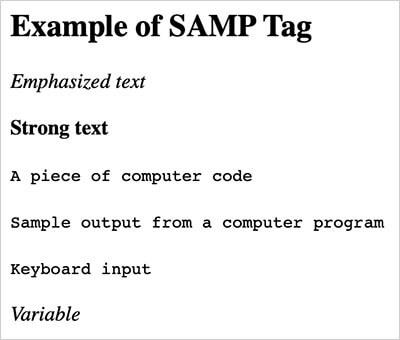 Example of SAMP Tag
Emphasized text
Strong text
A piece of computer code
Sample output from a computer program
Keyboard input
Variable